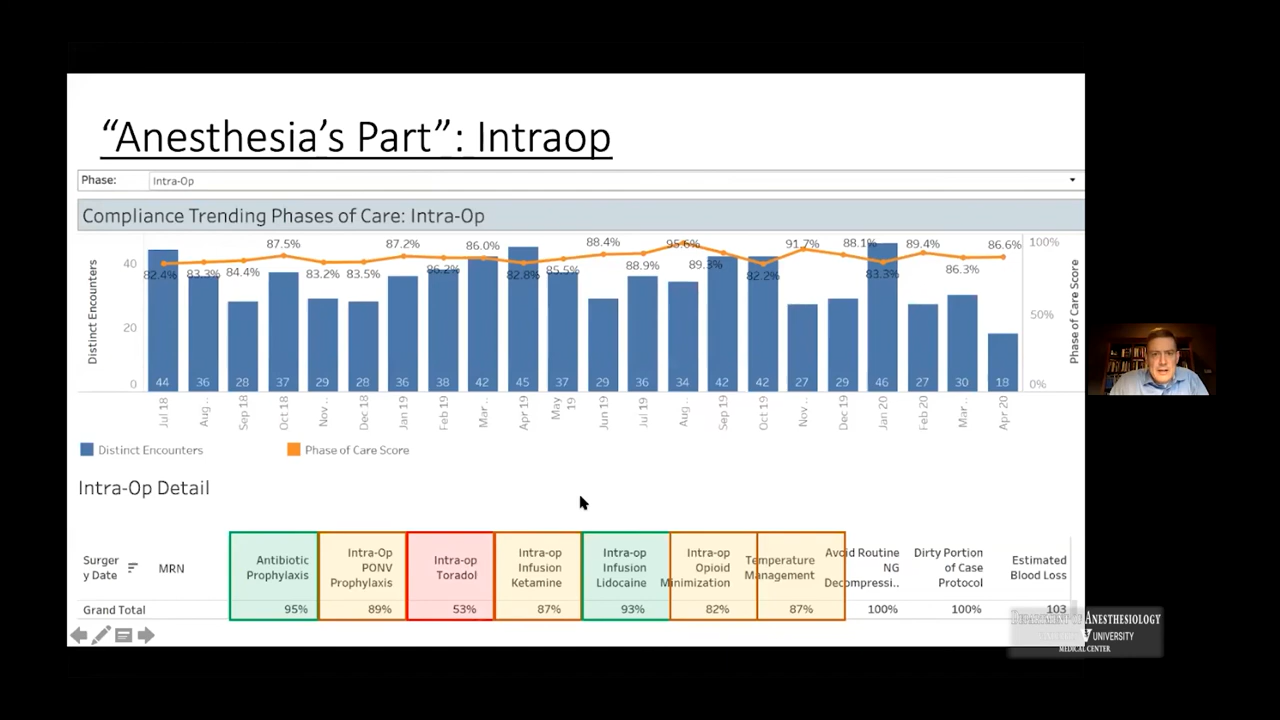 “Anesthesia’s Part”: Intraop
Phase: Intra-Op
Compliance Trending Phases of Care: Intra-Op
Distinct Encounters
40
20
0
82.4% 83.3% 84.4% 87.5% 83.2% 83.5% 87.2% 86.2% 86.0% 82.8% 85.5% 88.4% 88.9% 95.6% 89.3% 82.2% 91.7% 88.1% 83.3% 89.4% 86.3% 86.6%
44 36 28 37 29 28 36 38 42 45 37 29 36 34 42 42 27 29 46 27 30 18
100%
50%
0%
Phase of Care Score
Jul 18
Aug ..
Sep 18
Oct 18
Nov ..
Dec 18
Jan 19
Feb 19
Mar ..
Apr 19
May
19
Jun 19
Jul 19
Aug ..
Sep 19
Oct 19
Nov ..
Dec 19
Jan 20
Feb 20
Mar ..
Apr 20
Distinct Encounters
Phase of Care Score
Intra-Op Detail
Surger
y Date
MRN
Antibiotic
Prophylaxis
Intra-Op
PONV
Prophylaxis
Intra-op
Toradol
Intra-op
Infusion
Ketamine
Intra-op
Infusion
Lidocaine
Intra-op
Opioid
Minimization
Temperature
Management
Avoid Routine
NG
Decompressi..
Dirty Portion
of Case
Protocol
Estimated
Blood Loss
Grand Total 95% 89% 53% 87% 93% 82% 87% 100% 100% 103
Department of Anesthesiology
University
Medical Center